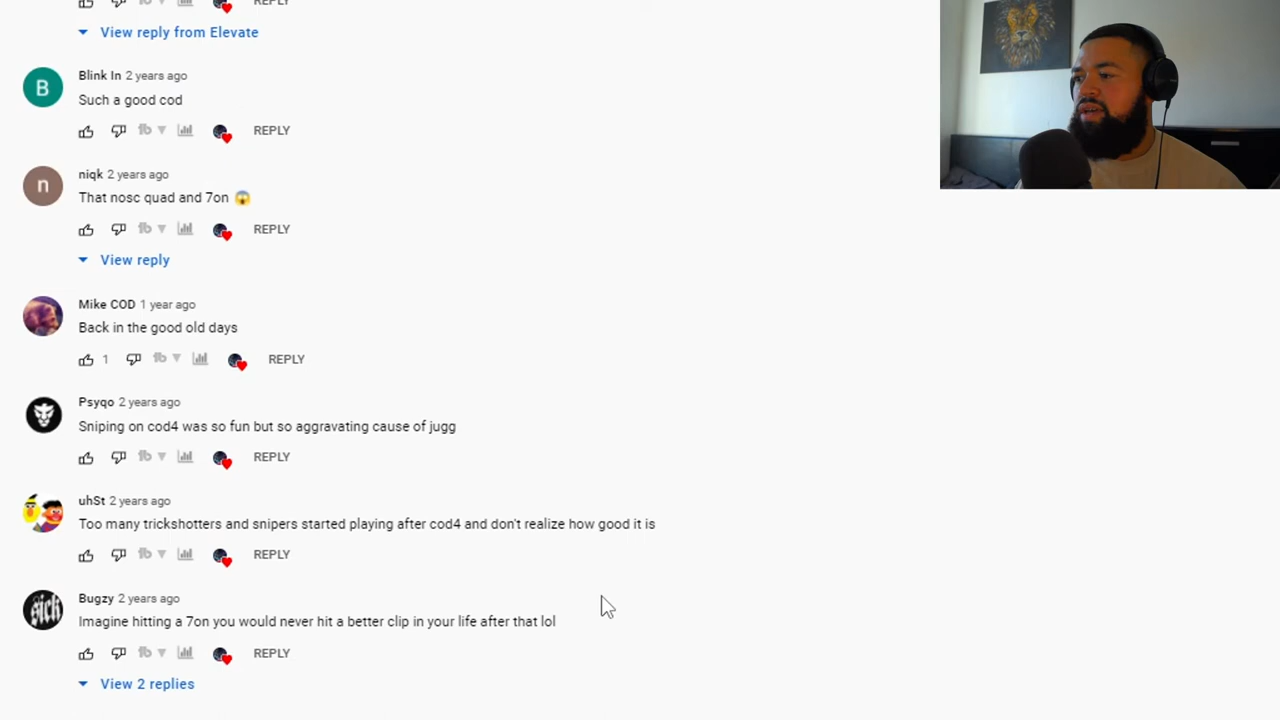 REPLY
View reply from Elevate
B
Blink In 2 years ago
Such a good cod
REPLY
n
niqk 2 years ago
That nosc quad and 7on 😱
REPLY
View reply
Mike COD 1 year ago
Back in the good old days
1
REPLY
Psyqo 2 years ago
Sniping on cod4 was so fun but so aggravating cause of jugg
REPLY
uhSt 2 years ago
Too many trickshotters and snipers started playing after cod4 and don't realize how good it is
REPLY
sick
Bugzy 2 years ago
Imagine hitting a 7on you would never hit a better clip in your life after that lol
REPLY
View 2 replies